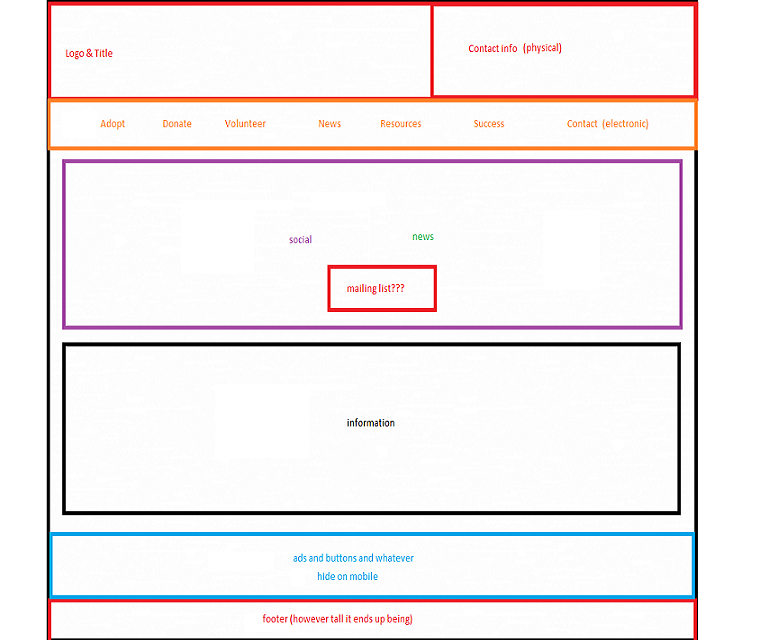 Logo & Title
Contact info (physical)
Adopt Donate Volunteer News Resources Success Contact (electronic)
social
news
mailing list???
information
ads and buttons and whatever
hide on mobile
footer (however tall it ends up being)